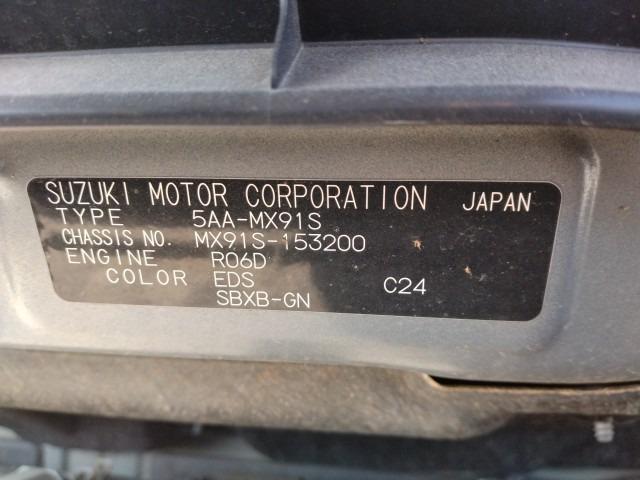 SUZUKI MOTOR CORPORATION JAPAN
TYPE 5AA-MX91S
CHASSIS NO. MX91S-153200
ENGINE R06D
COLOR EDS C24
SBXB-GN